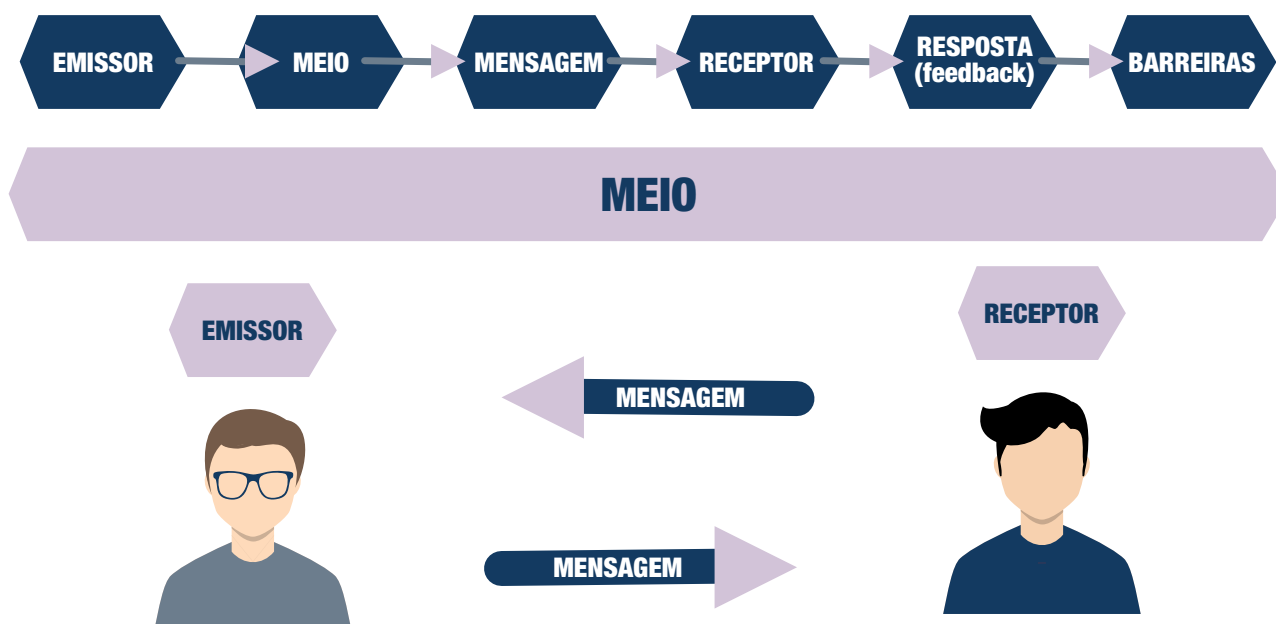 EMISSOR
MEIO
MENSAGEM
RECEPTOR
RESPOSTA
(feedback)
BARREIRAS
MEIO
EMISSOR
RECEPTOR
MENSAGEM
MENSAGEM